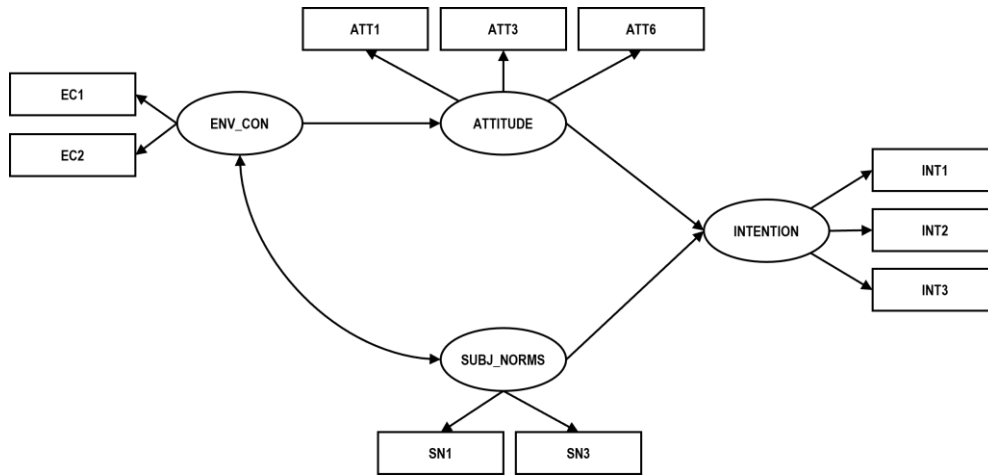 ATT1
ATT3
ATT6
EC1
EC2
ENV_CON
ATTITUDE
INT1
INT2
INT3
INTENTION
SUBJ_NORMS
SN1
SN3